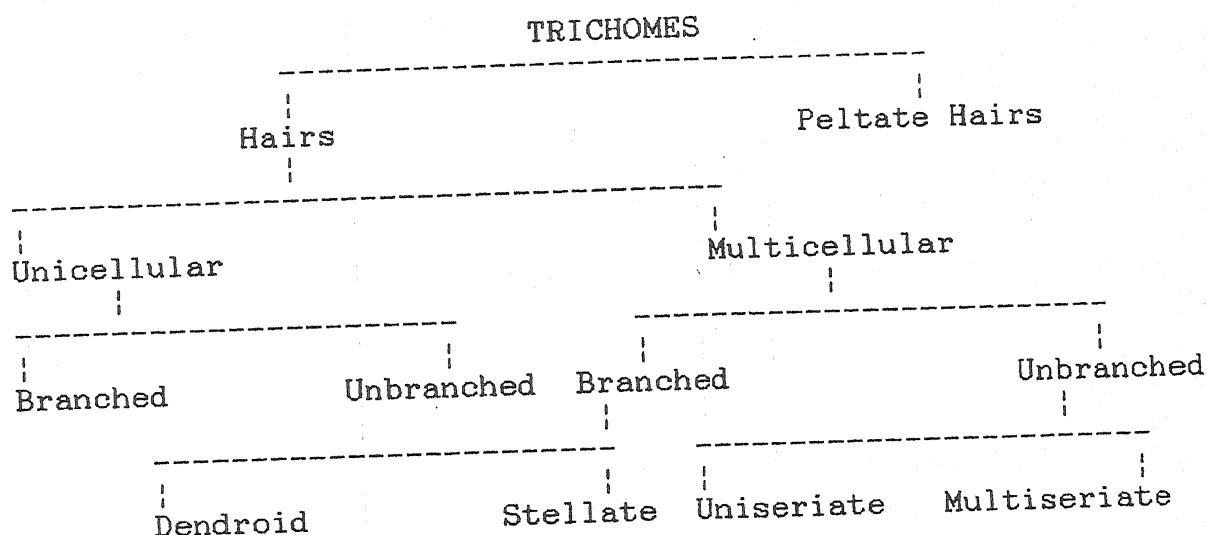 TRICHOMES
Hairs Peltate Hairs
Unicellular Multicellular
Branched Unbranched Branched Unbranched
Dendroid Stellate Uniseriate Multiseriate